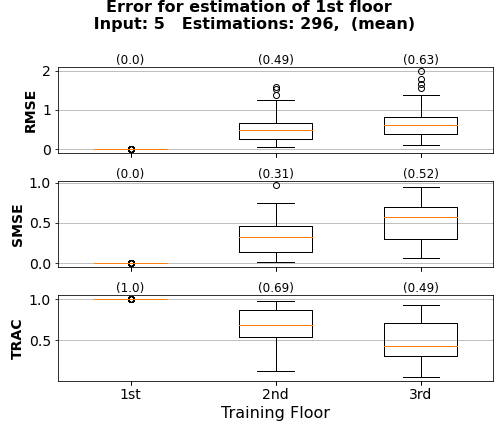 Error for estimation of 1st floor
Input: 5   Estimations: 296,  (mean)
(0.0) (0.49) (0.63)
2
1
0
RMSE
(0.0) (0.31) (0.52)
1.0
0.5
0.0
SMSE
(1.0) (0.69) (0.49)
1.0
0.5
TRAC
1st 2nd 3rd
Training Floor